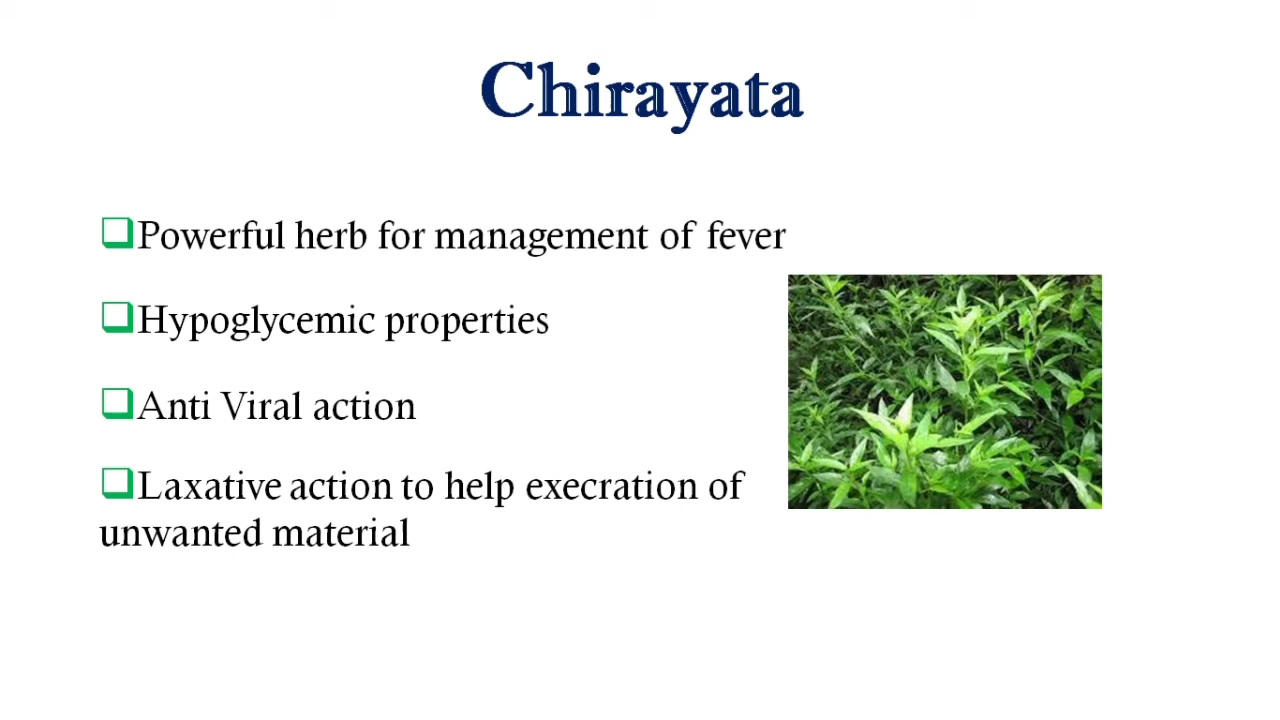 Chirayata
Powerful herb for management of fever
Hypoglycemic properties
Anti Viral action
Laxative action to help execration of
unwanted material